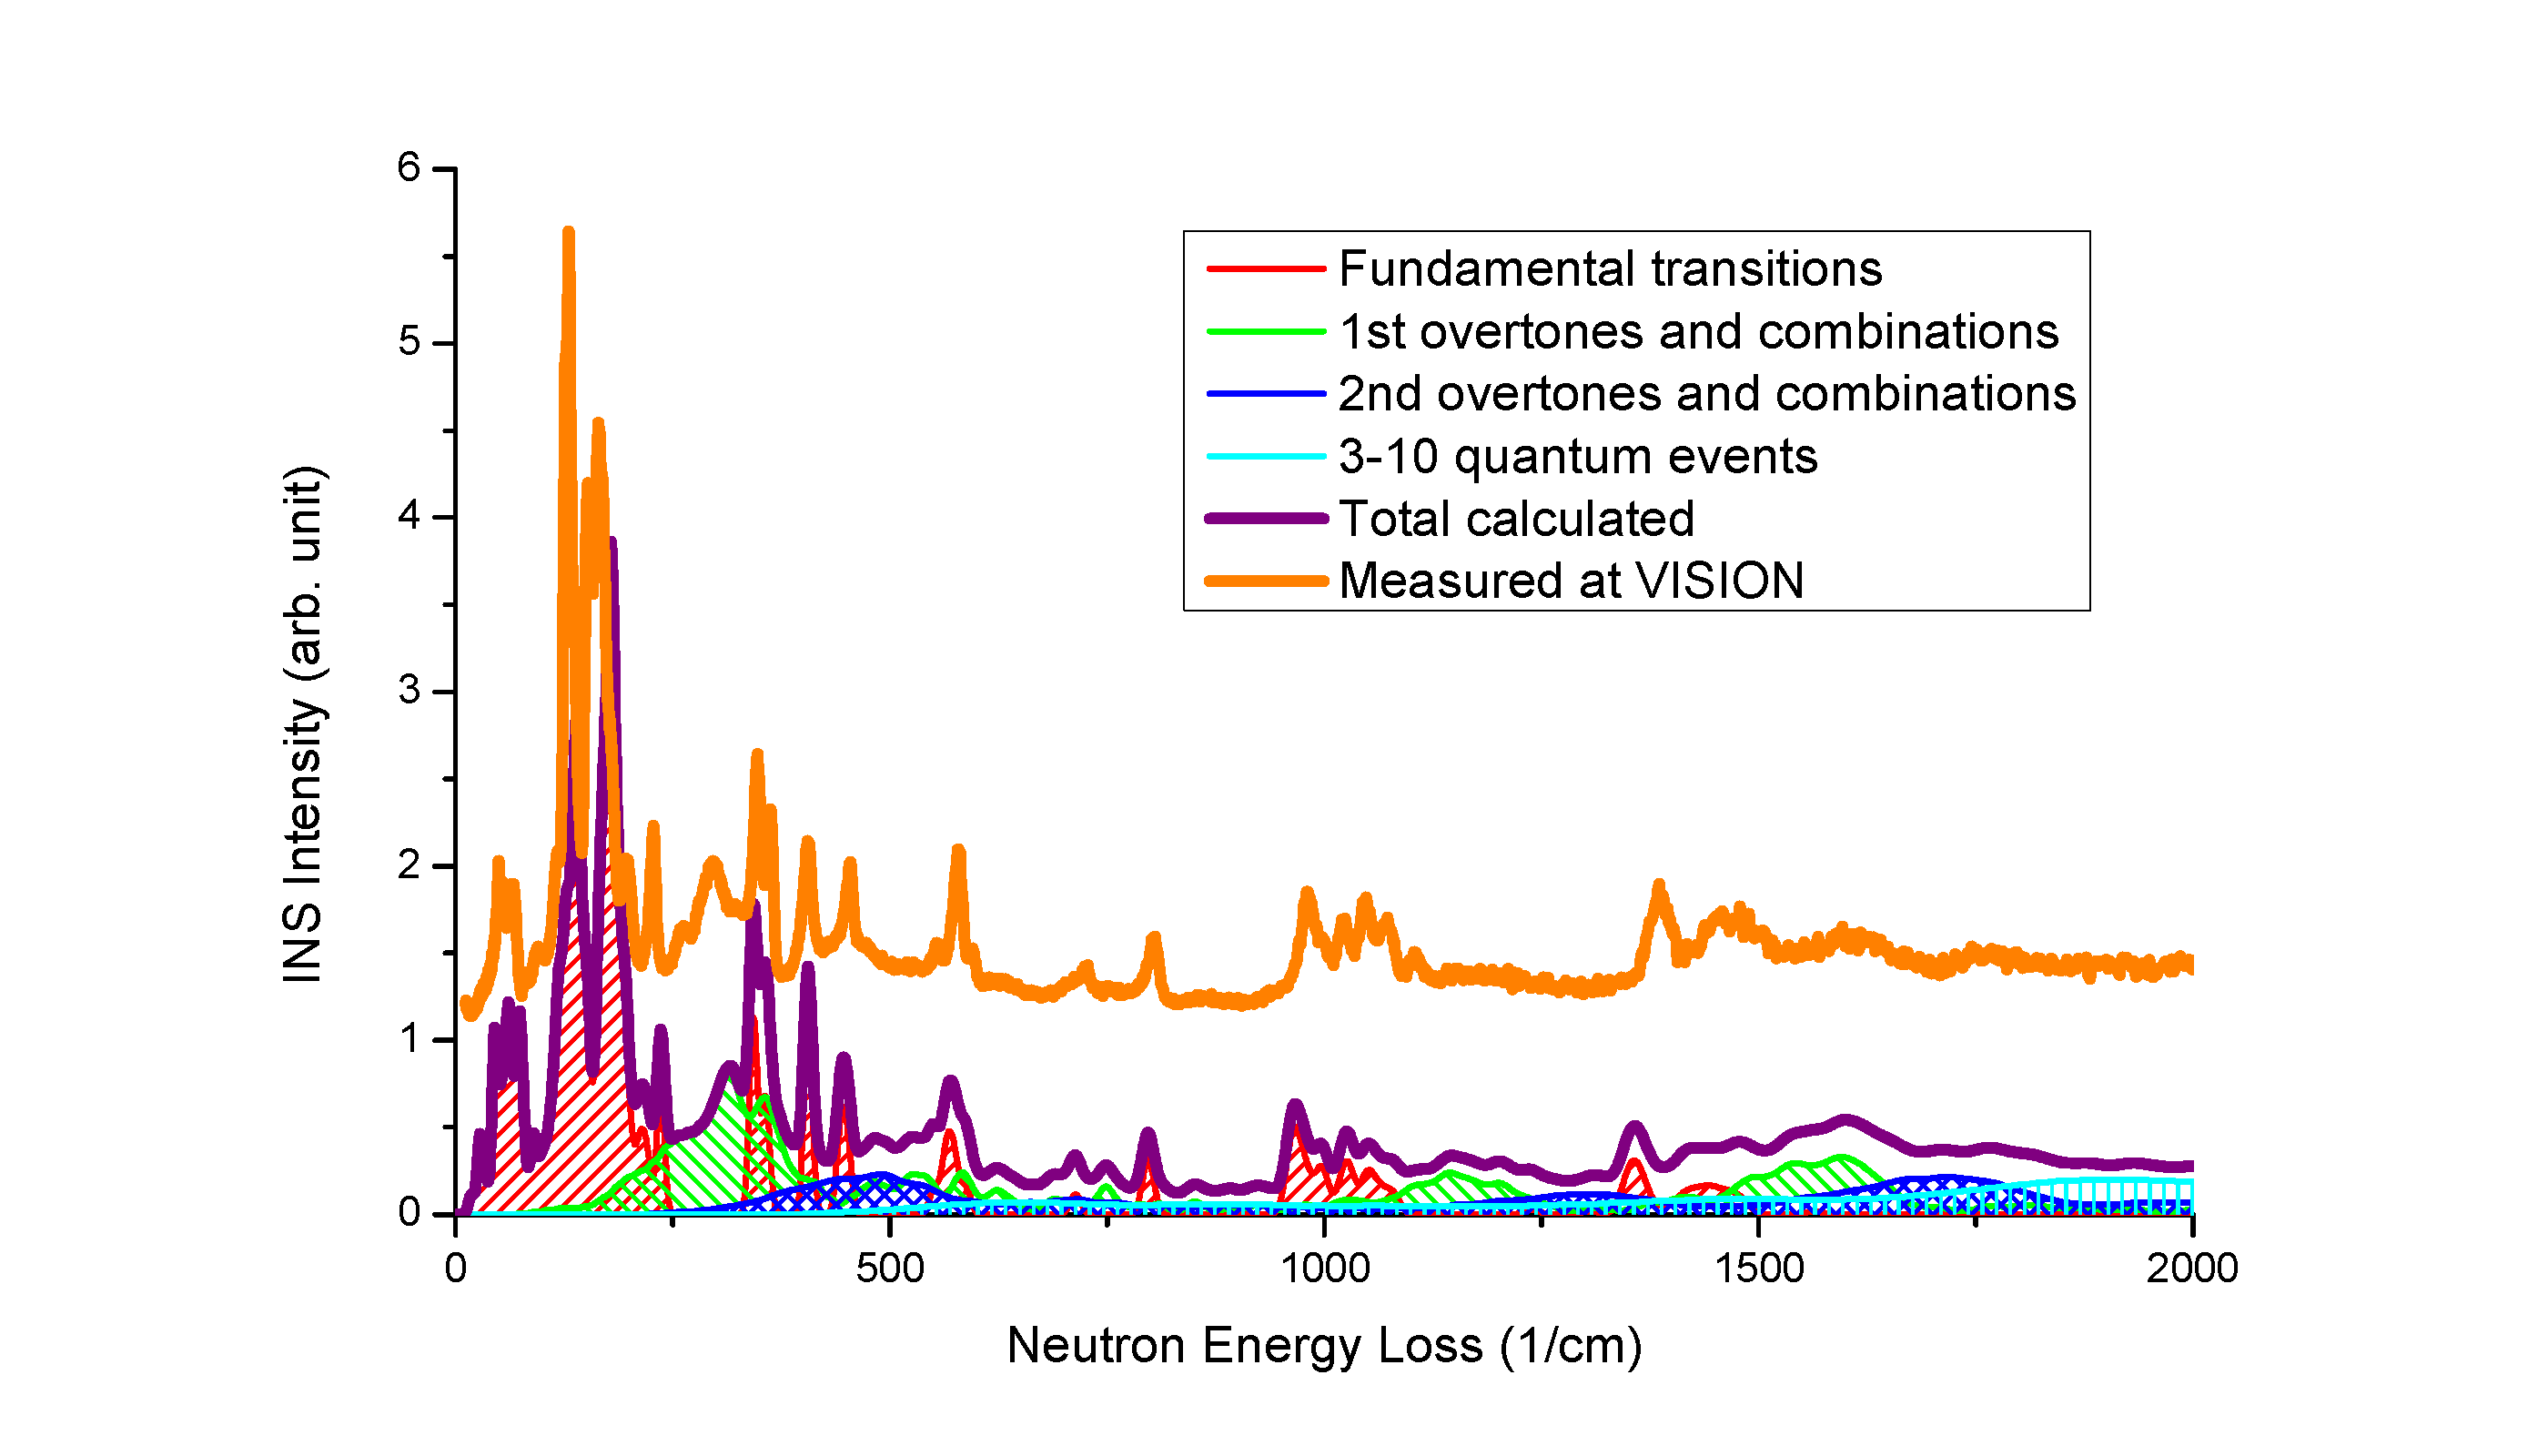 6
5
4
3
2
1
0
INS Intensity (arb. unit)
Fundamental transitions
1st overtones and combinations
2nd overtones and combinations
3-10 quantum events
Total calculated
Measured at VISION
0 500 1000 1500 2000
Neutron Energy Loss (1/cm)